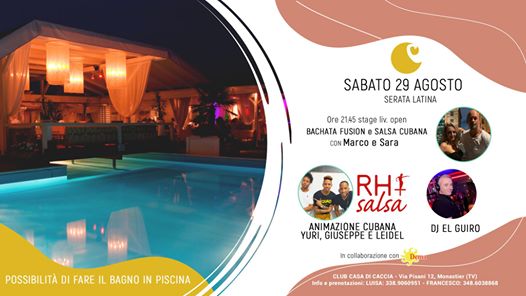 SABATO 29 AGOSTO
SERATA LATINA
Ore 21.45 stage liv. open
BACHATA FUSION e SALSA CUBANA
CON Marco e Sara
RH
salsa
ANIMAZIONE CUBANA
YURI, GIUSEPPE E LEIDEL
DJ EL GUIRO
In collaborazione con
POSSIBILITÀ DI FARE IL BAGNO IN PISCINA
CLUB CASA DI CACCIA - Via Pisani 12, Monastier (TV)
Info e prenotazioni: LUISA: 338.9060951 - FRANCESCO: 348.6038868